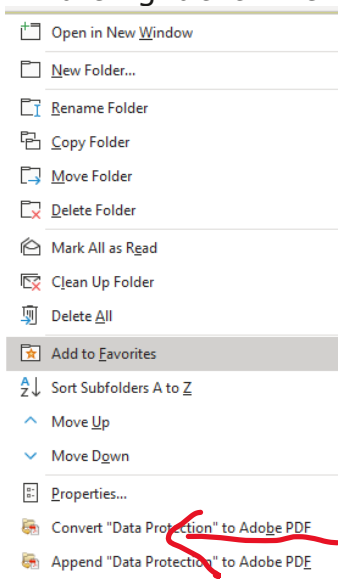 Open in New Window
New Folder...
Rename Folder
Copy Folder
Move Folder
Delete Folder
Mark All as Read
Clean Up Folder
Delete All
Add to Favorites
Sort Subfolders A to Z
Move Up
Move Down
Properties...
Convert "Data Protection" to Adobe PDF
Append "Data Protection" to Adobe PDF